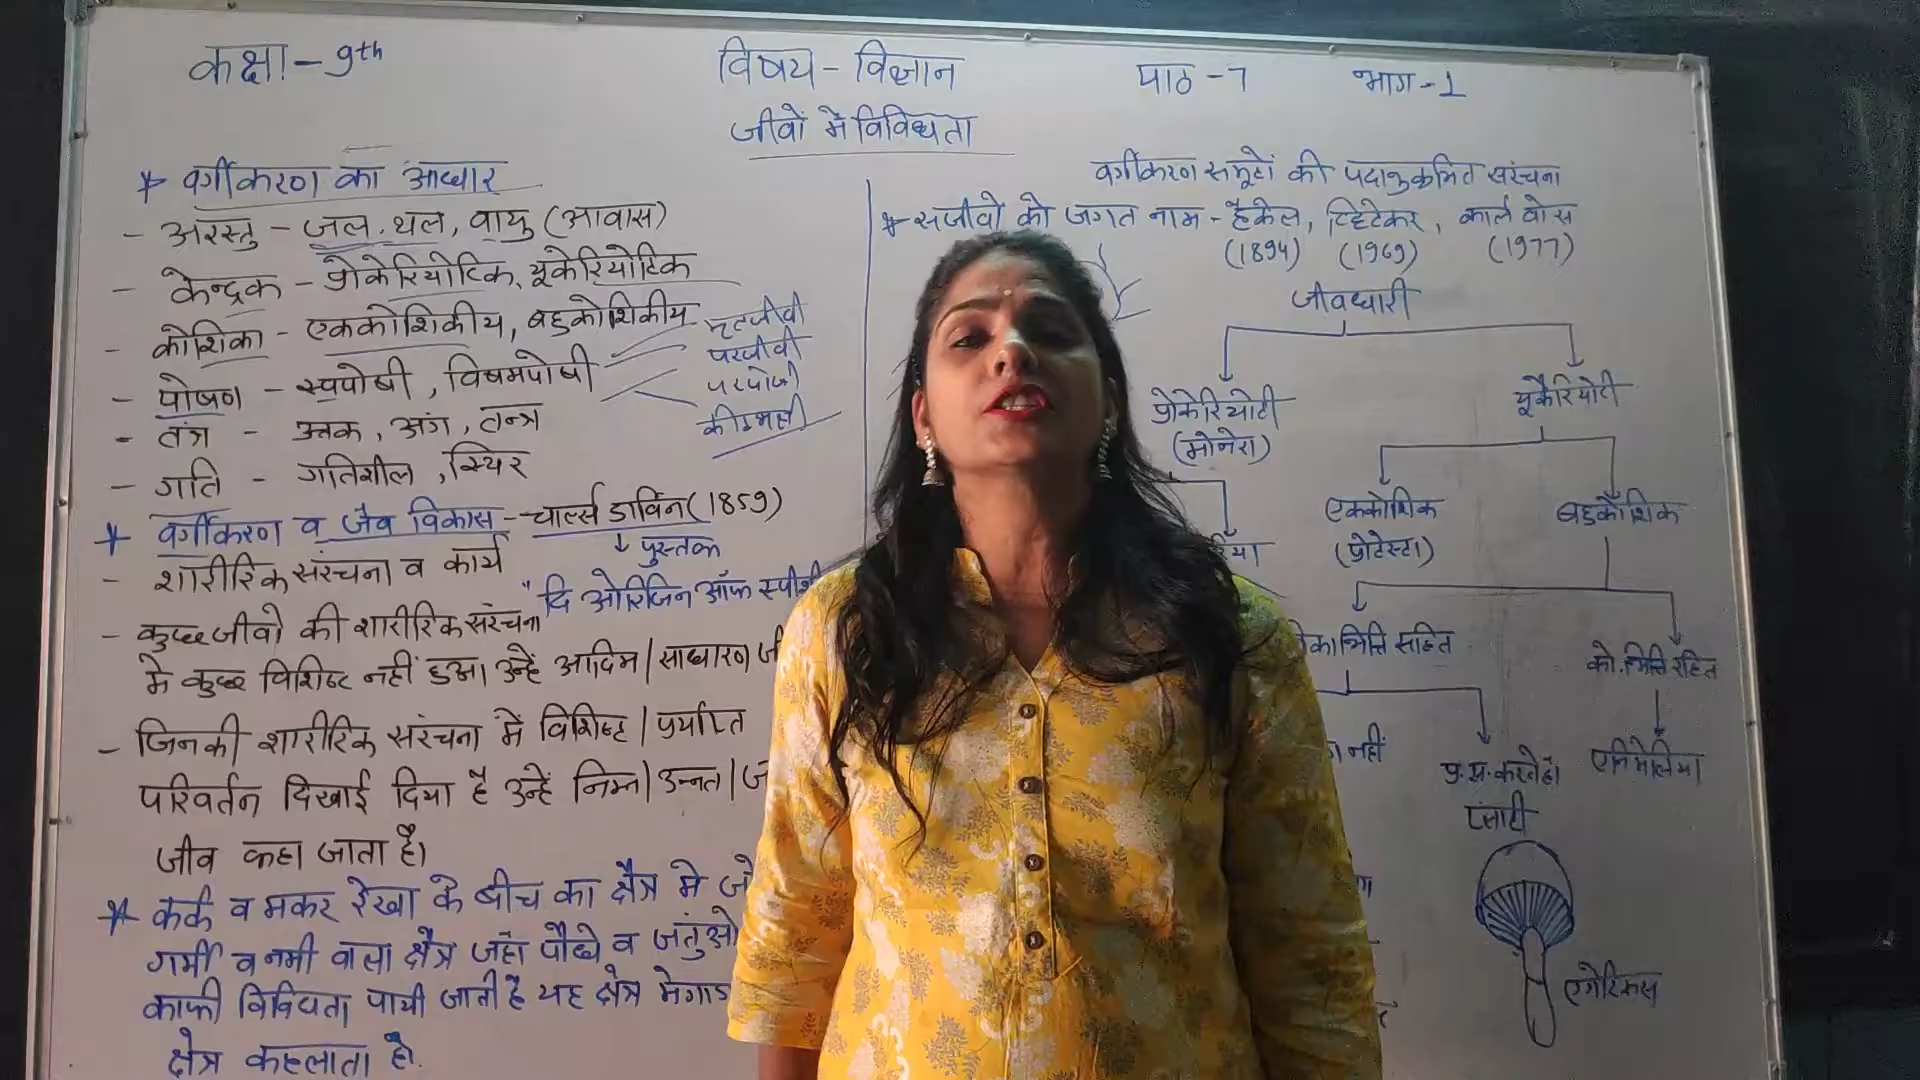 कक्षा - 9th
विषय - विज्ञान
पाठ - 7
भाग - 1
जीवों में विविधता
* वर्गीकरण का आधार
- अरस्तु - जल, थल, वायु (आवास)
- केन्द्रक - प्रोकेरियोटिक, यूकेरियोटिक
- कोशिका - एककोशिकीय, बहुकोशिकीय
- पोषण - स्वपोषी, विषमपोषी
मृतजीवी
परजीवी
- तंत्र - ऊतक, अंग, तन्त्र
- गति - गतिशील, स्थिर
* वर्गीकरण व जैव विकास - चार्ल्स डार्विन (1859)
↓ पुस्तक
"दि ओरिजिन ऑफ स्पीशी
- शारीरिक संरचना व कार्य
- कुछ जीवो की शारीरिक संरचना
मे कुछ विशिष्ट नहीं हुआ उन्हें आदिम / साधारण जी
- जिनकी शारीरिक संरचना में विशिष्ट / पर्याप्त
परिवर्तन दिखाई दिया है उन्हें निम्न / उन्नत / ज
जीव कहा जाता है।
* कर्क व मकर रेखा के बीच का क्षैत्र मे जो
गर्मी व नमी वाला क्षैत्र जहां पौधे व जंतुओ
काफी विविधता पायी जाती है यह क्षेत्र मेगाड
क्षेत्र कहलाता है.
वर्गीकरण समूहों की पदानुक्रमित संरचना
* सजीवों को जगत नाम - हैकेल, व्हिटेकर, कार्ल वोस
(1894) (1969) (1977)
जीवधारी
प्रोकेरियोटी
(मोनेरा)
यूकैरियोटी
एककोशिक
(प्रोटेस्टा)
बहुकोशिक
काभित्ति सहित
को.भित्ति रहित
नहीं
प्र.स.करते है।
एनिमेलिया
प्लांटी
एगेरिकस